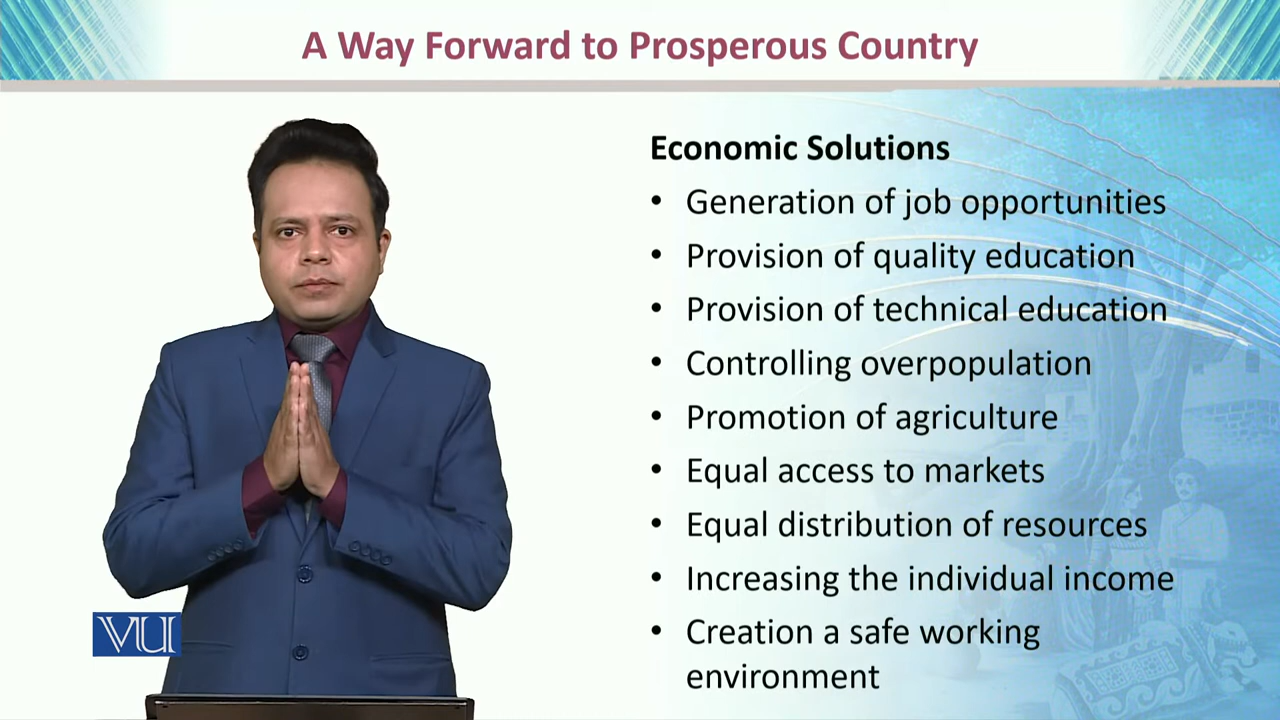 A Way Forward to Prosperous Country
Economic Solutions
• Generation of job opportunities
• Provision of quality education
• Provision of technical education
• Controlling overpopulation
• Promotion of agriculture
• Equal access to markets
• Equal distribution of resources
• Increasing the individual income
• Creation a safe working
environment
VU